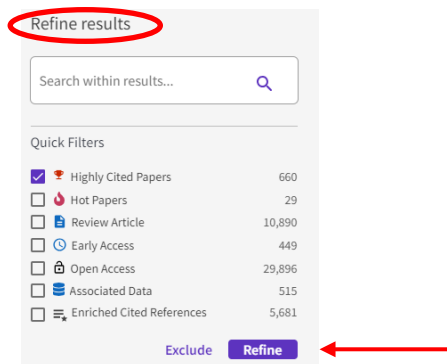 Refine results
Search within results...
Quick Filters
Highly Cited Papers 660
Hot Papers 29
Review Article 10,890
Early Access 449
Open Access 29,896
Associated Data 515
Enriched Cited References 5,681
Exclude Refine